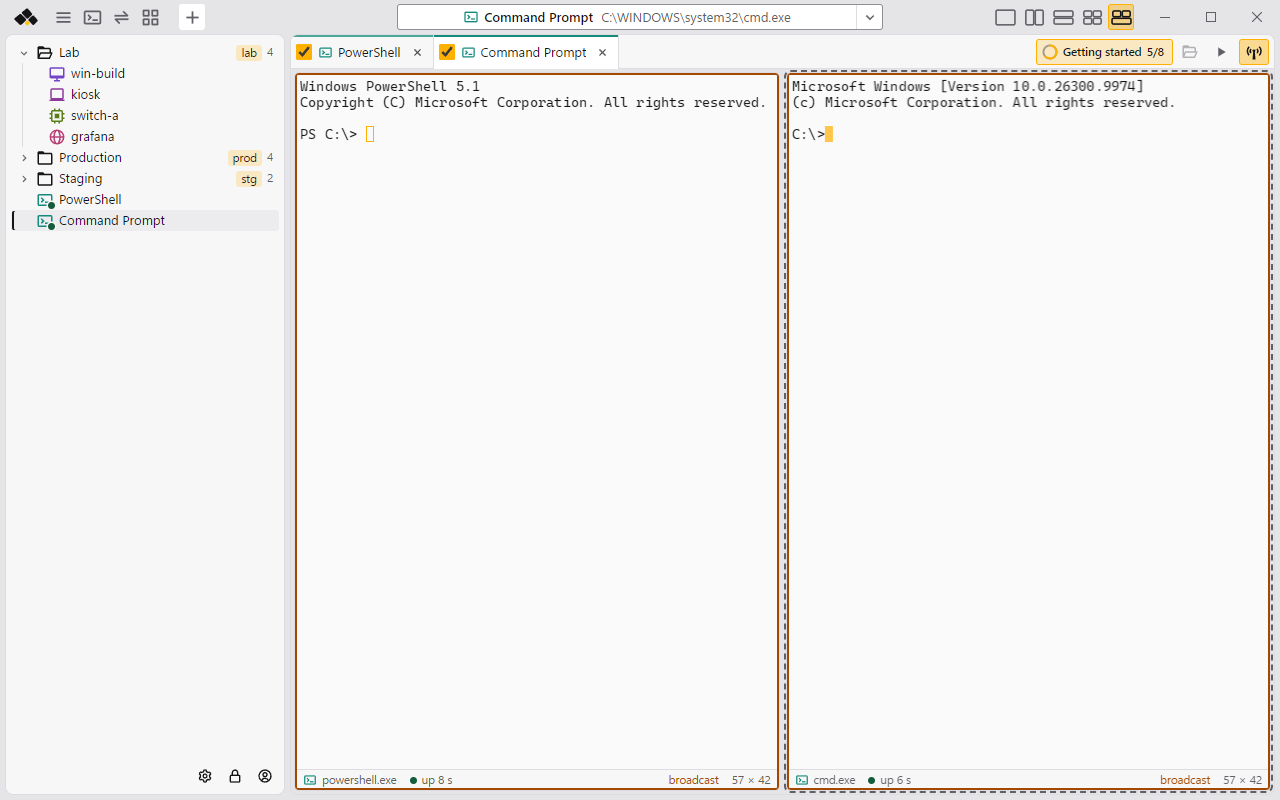 Command Prompt C:\WINDOWS\system32\cmd.exe
Lab lab 4
win-build
kiosk
switch-a
grafana
Production prod 4
Staging stg 2
PowerShell
Command Prompt
PowerShell
Command Prompt
Getting started 5/8
Windows PowerShell 5.1
Copyright (C) Microsoft Corporation. All rights reserved.
PS C:\>
powershell.exe up 8 s broadcast 57 × 42
Microsoft Windows [Version 10.0.26300.9974]
(c) Microsoft Corporation. All rights reserved.
C:\>
cmd.exe up 6 s broadcast 57 × 42